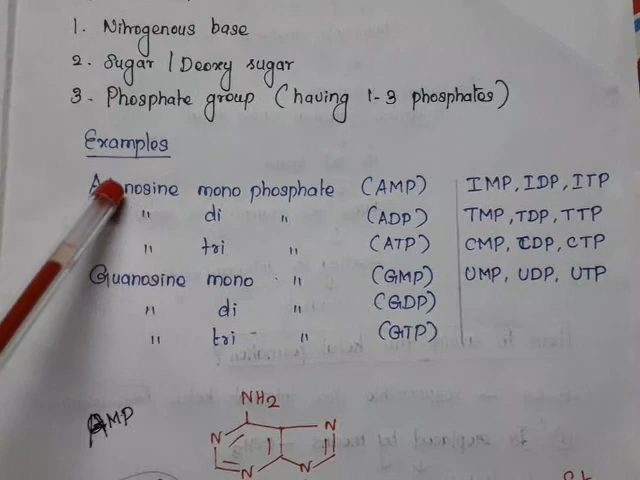 1. Nitrogenous base
2. Sugar / Deoxy sugar
3. Phosphate group (having 1-3 phosphates)
Examples
nosine mono phosphate (AMP) IMP, IDP, ITP
" di " (ADP) TMP, TDP, TTP
" tri " (ATP) CMP, CDP, CTP
Guanosine mono " (GMP) UMP, UDP, UTP
" di " (GDP)
" tri " (GTP)
AMP
NH2
N N
N N